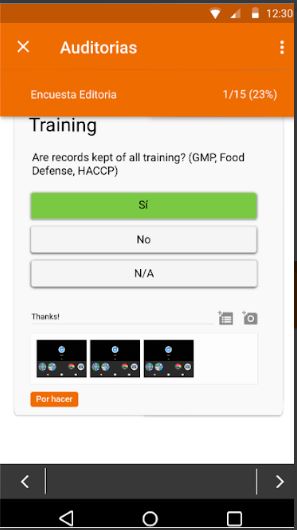 12:30
Auditorias
Encuesta Editoria 1/15 (23%)
Training
Are records kept of all training? (GMP, Food
Defense, HACCP)
Sí
No
N/A
Thanks!
Por hacer